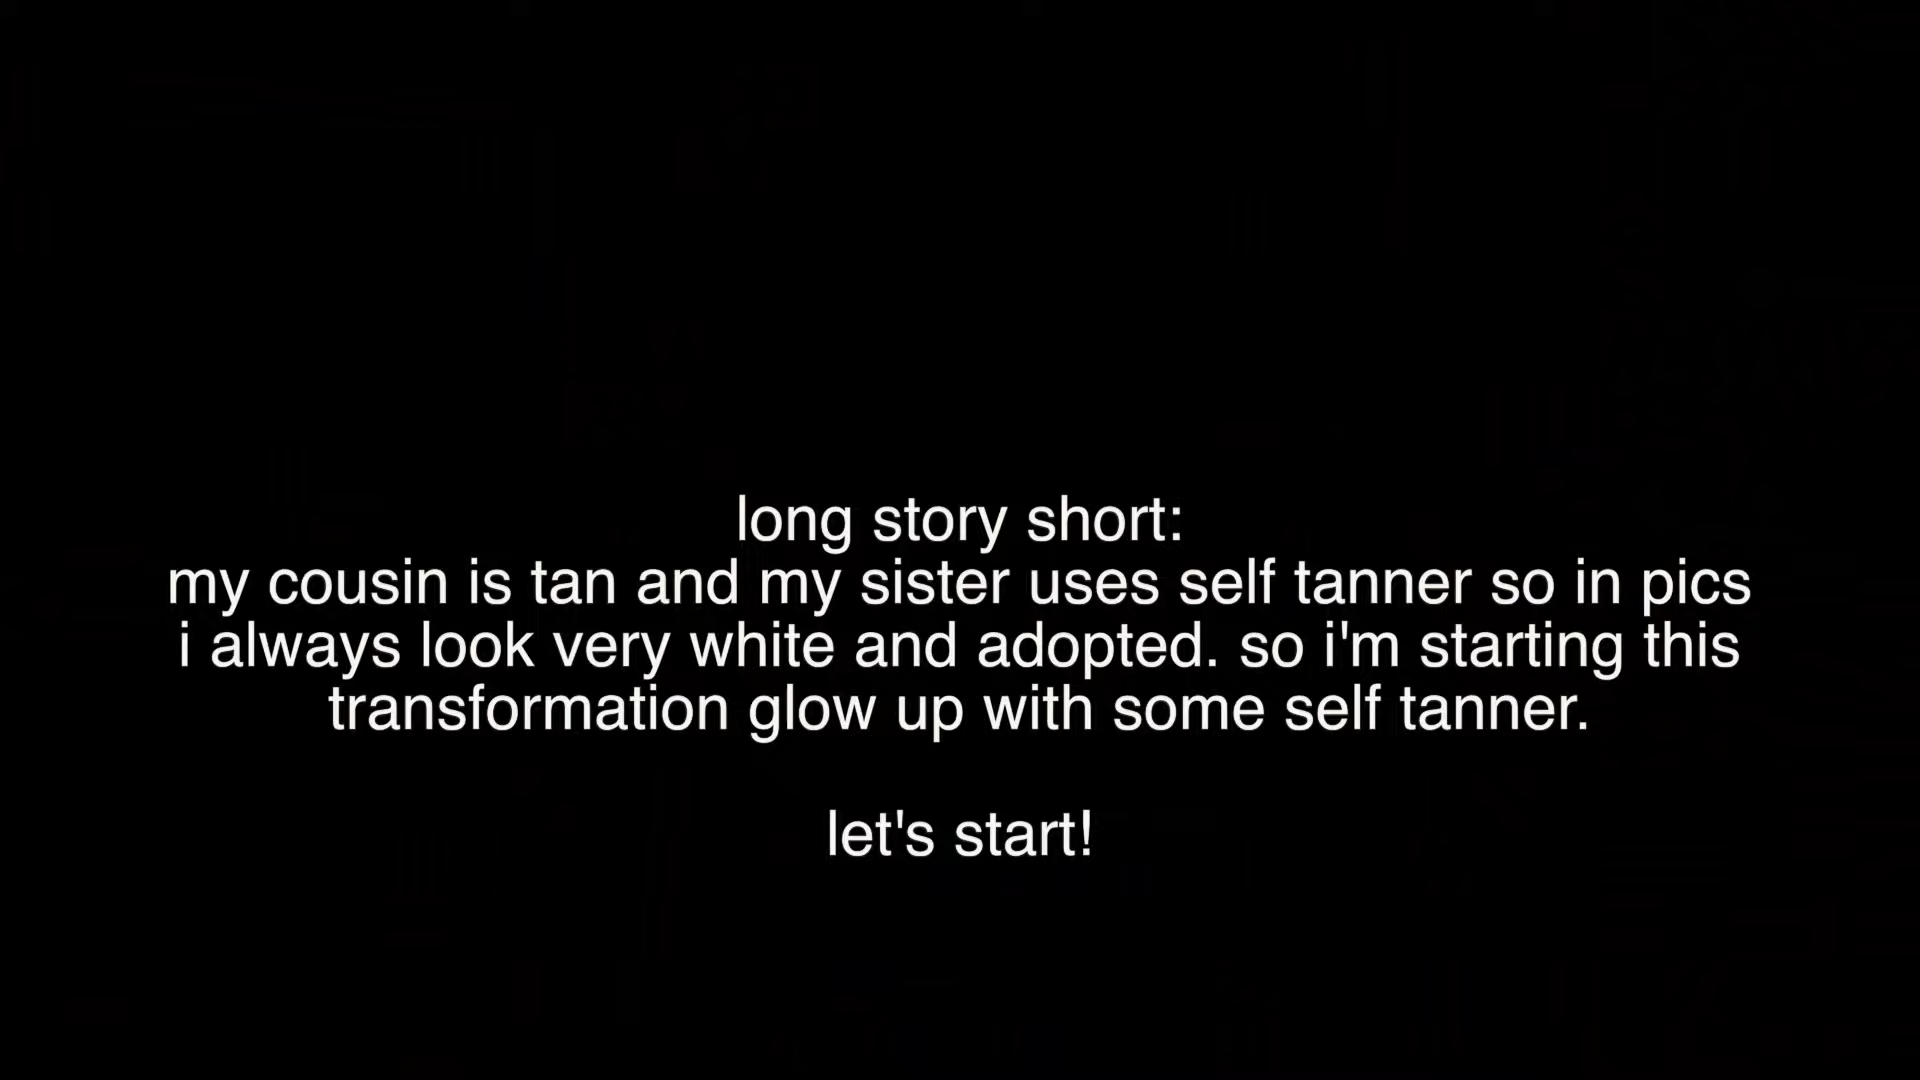 long story short:
my cousin is tan and my sister uses self tanner so in pics
i always look very white and adopted. so i'm starting this
transformation glow up with some self tanner.
let's start!